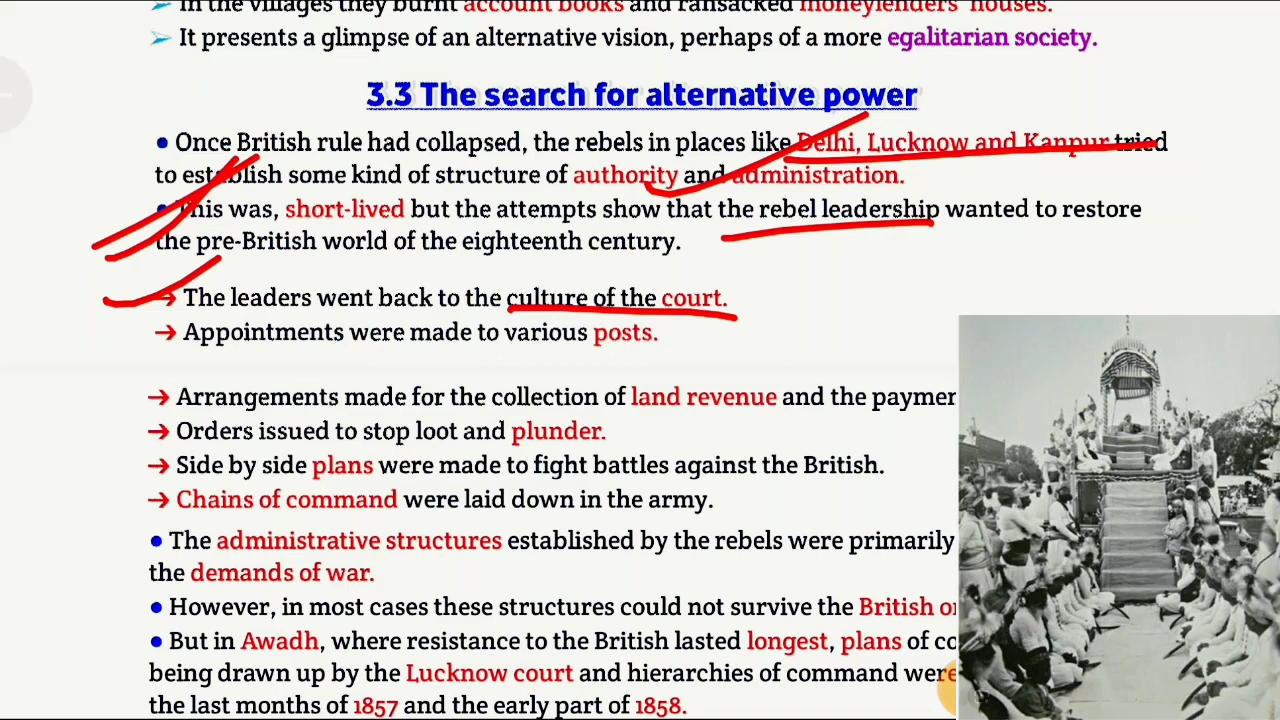 ➢ In the villages they burnt account books and ransacked moneylenders' houses.
➢ It presents a glimpse of an alternative vision, perhaps of a more egalitarian society.
3.3 The search for alternative power
• Once British rule had collapsed, the rebels in places like Delhi, Lucknow and Kanpur tried
to establish some kind of structure of authority and administration.
• This was, short-lived but the attempts show that the rebel leadership wanted to restore
the pre-British world of the eighteenth century.
→ The leaders went back to the culture of the court.
→ Appointments were made to various posts.
→ Arrangements made for the collection of land revenue and the
→ Orders issued to stop loot and plunder.
→ Side by side plans were made to fight battles against the British.
→ Chains of command were laid down in the army.
• The administrative structures established by the rebels were primarily
the demands of war.
• However, in most cases these structures could not survive the British
• But in Awadh, where resistance to the British lasted longest, plans of
being drawn up by the Lucknow court and hierarchies of command were
the last months of 1857 and the early part of 1858.